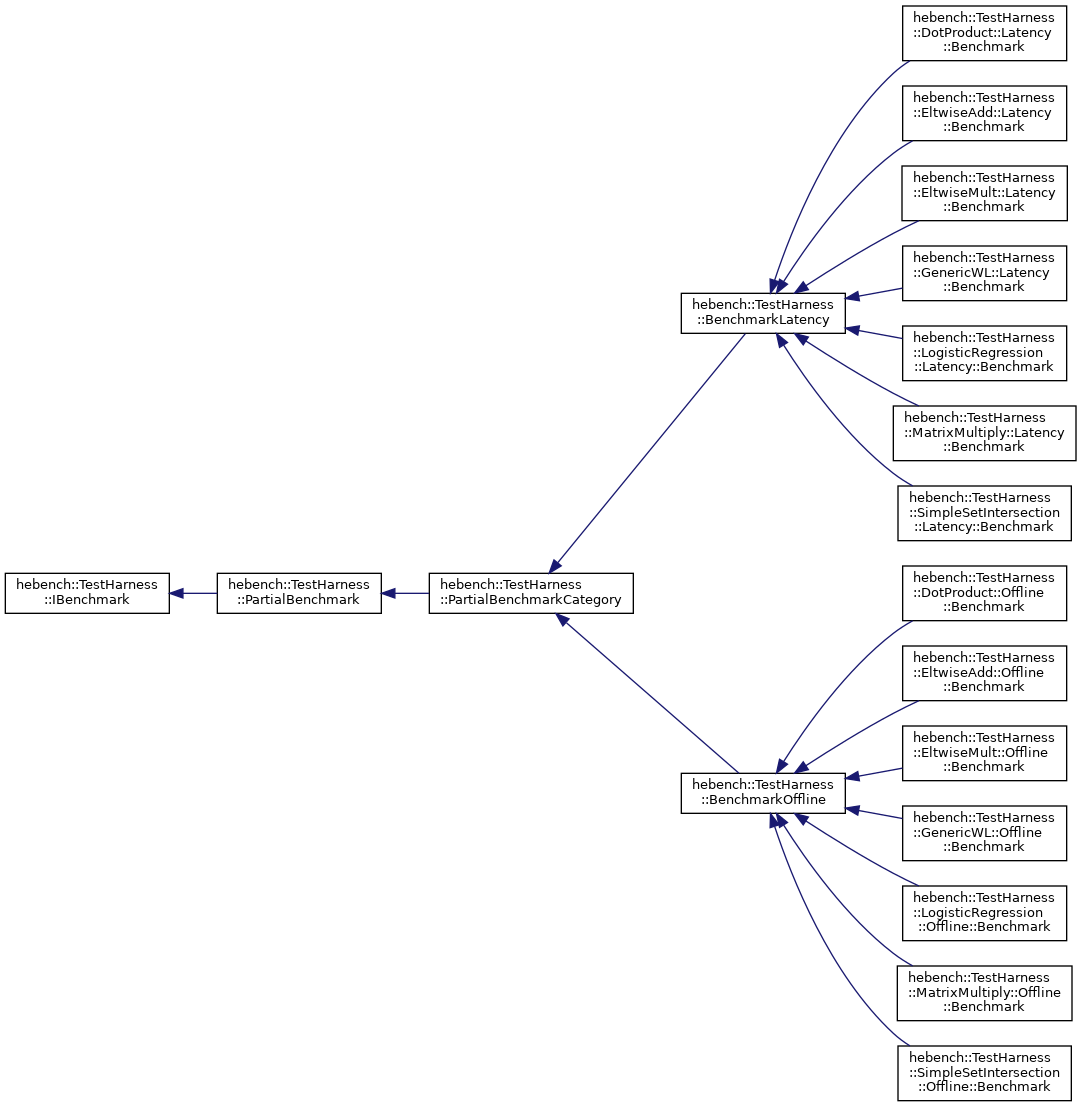 hebench::TestHarness
::IBenchmark
hebench::TestHarness
::PartialBenchmark
hebench::TestHarness
::PartialBenchmarkCategory
hebench::TestHarness
::BenchmarkLatency
hebench::TestHarness
::DotProduct::Latency
::Benchmark
hebench::TestHarness
::EltwiseAdd::Latency
::Benchmark
hebench::TestHarness
::EltwiseMult::Latency
::Benchmark
hebench::TestHarness
::GenericWL::Latency
::Benchmark
hebench::TestHarness
::LogisticRegression
::Latency::Benchmark
hebench::TestHarness
::MatrixMultiply::Latency
::Benchmark
hebench::TestHarness
::SimpleSetIntersection
::Latency::Benchmark
hebench::TestHarness
::BenchmarkOffline
hebench::TestHarness
::DotProduct::Offline
::Benchmark
hebench::TestHarness
::EltwiseAdd::Offline
::Benchmark
hebench::TestHarness
::EltwiseMult::Offline
::Benchmark
hebench::TestHarness
::GenericWL::Offline
::Benchmark
hebench::TestHarness
::LogisticRegression
::Offline::Benchmark
hebench::TestHarness
::MatrixMultiply::Offline
::Benchmark
hebench::TestHarness
::SimpleSetIntersection
::Offline::Benchmark